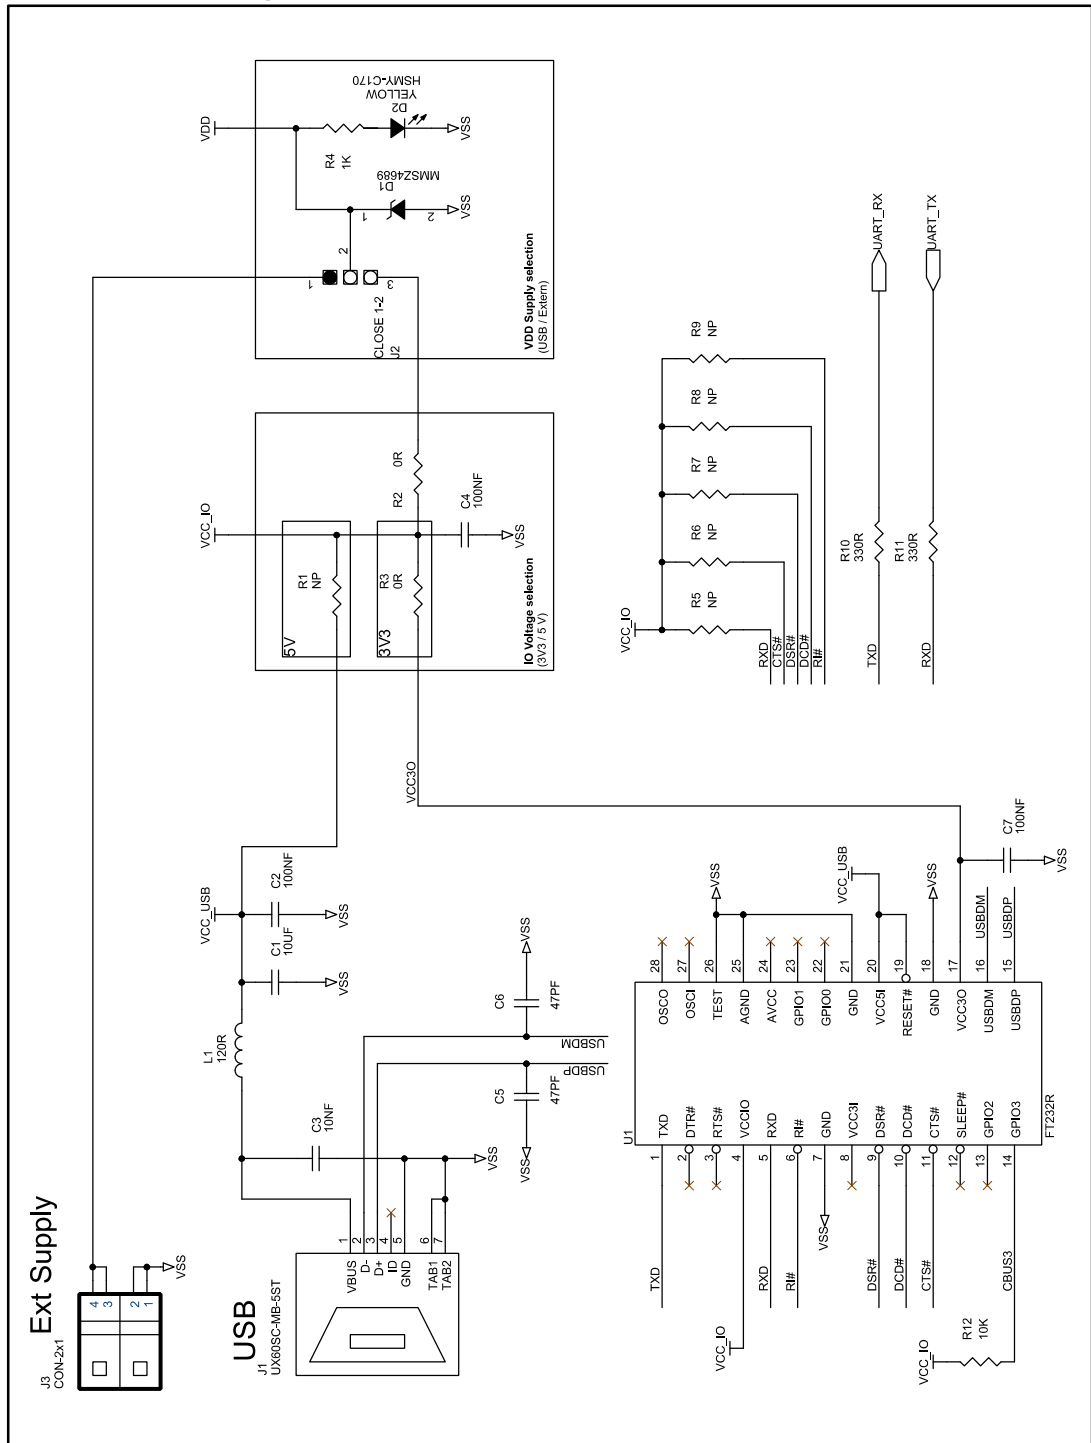 Ext Supply
J3
CON-2x1
4
3
2
1
VSS
USB
J1
UX60SC-MB-5ST
VBUS
D-
D+
ID
GND
TAB1
TAB2
1
2
3
4
5
6
7
VSS
C3
10NF
L1
120R
C1
10UF
VSS
VCC_USB
C2
100NF
VSS
VSS
C5
47PF
C6
47PF
VSS
USBDM
USBDP
VCC_IO
5V
R1
NP
3V3
R3
0R
R2
0R
C4
100NF
VSS
VCC3O
IO Voltage selection
(3V3 / 5 V)
VDD
R4
1K
D2
YELLOW
HSMY-C170
VSS
D1
MMSZ4689
1
2
VSS
1
2
3
CLOSE 1-2
J2
VDD Supply selection
(USB / Extern)
VCC_IO
R5
NP
R6
NP
R7
NP
R8
NP
R9
NP
RXD
CTS#
DSR#
DCD#
RI#
TXD
R10
330R
UART_RX
RXD
R11
330R
UART_TX
U1
FT232R
1
TXD
2
DTR#
3
RTS#
4
VCCIO
5
RXD
6
RI#
7
GND
8
VCC3I
9
DSR#
10
DCD#
11
CTS#
12
SLEEP#
13
GPIO2
14
GPIO3
28
OSCO
27
OSCI
26
TEST
25
AGND
24
AVCC
23
GPIO1
22
GPIO0
21
GND
20
VCC5I
19
RESET#
18
GND
17
VCC3O
16
USBDM
15
USBDP
TXD
VCC_IO
RXD
RI#
VSS
DSR#
DCD#
CTS#
CBUS3
VCC_IO
R12
10K
VSS
VCC_USB
VSS
USBDM
USBDP
C7
100NF
VSS